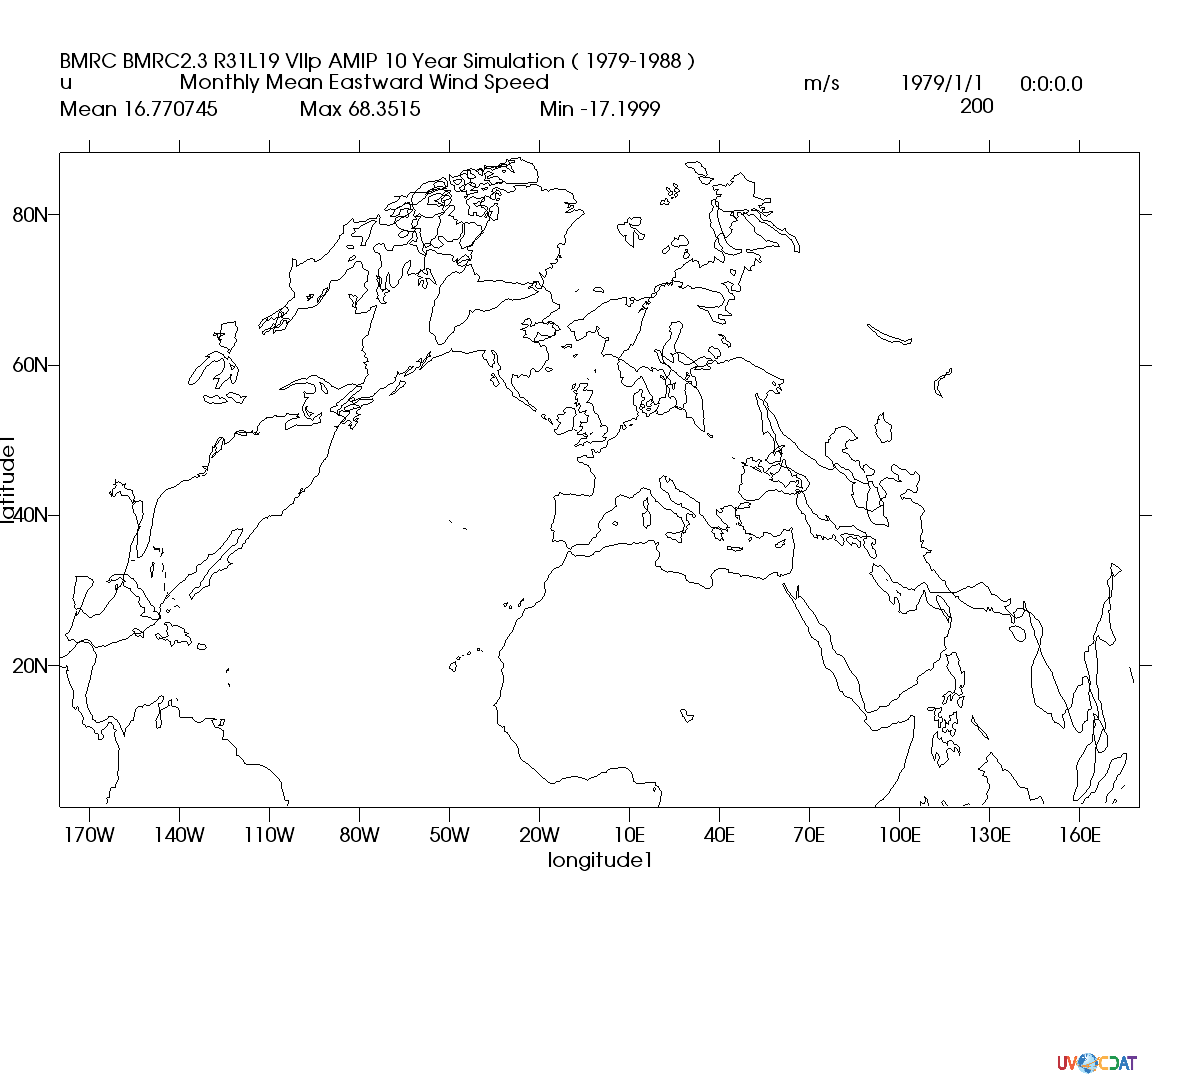 BMRC BMRC2.3 R31L19 VIIp AMIP 10 Year Simulation ( 1979-1988 )
u Monthly Mean Eastward Wind Speed m/s 1979/1/1 0:0:0.0
Mean 16.770745 Max 68.3515 Min -17.1999 200
80N
60N
latitude1
40N
20N
170W 140W 110W 80W 50W 20W 10E 40E 70E 100E 130E 160E
longitude1
UV CDAT